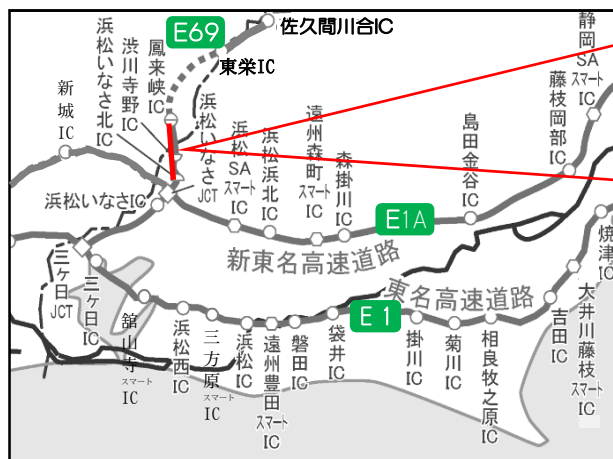 E69
佐久間川合IC
東栄IC
鳳来峡IC
渋川寺野IC
浜松いなさ北IC
新城IC
浜松いなさJCT
浜松いなさIC
浜松SAスマートIC
浜松浜北IC
遠州森町スマートIC
森掛川IC
島田金谷IC
藤枝岡部IC
静岡SAスマートIC
E1A
新東名高速道路
東名高速道路
E1
三ヶ日JCT
三ヶ日IC
舘山寺スマートIC
浜松西IC
三方原スマートIC
浜松IC
遠州豊田スマートIC
磐田IC
袋井IC
掛川IC
菊川IC
相良牧之原IC
吉田IC
大井川藤枝スマートIC
焼津IC